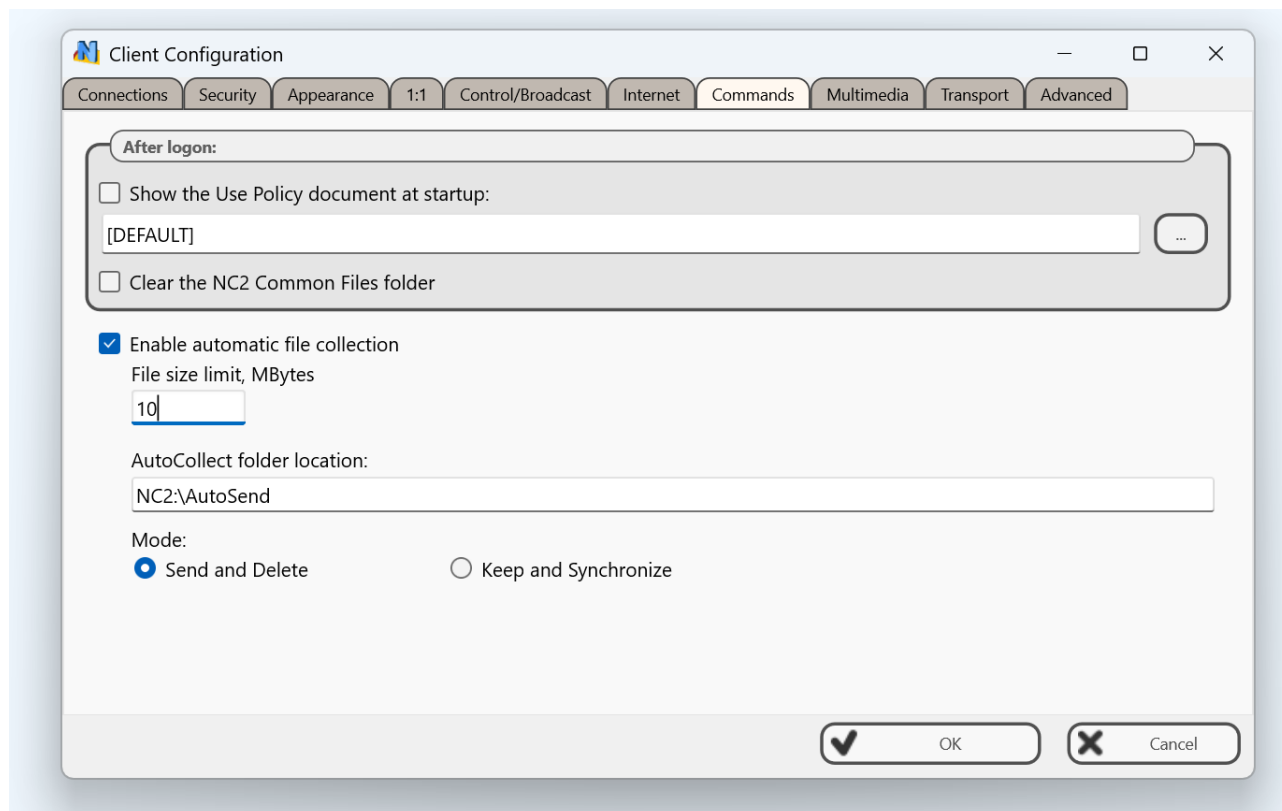 Client Configuration
Connections Security Appearance 1:1 Control/Broadcast Internet Commands Multimedia Transport Advanced
After logon:
Show the Use Policy document at startup:
[DEFAULT] ...
Clear the NC2 Common Files folder
Enable automatic file collection
File size limit, MBytes
10
AutoCollect folder location:
NC2:\AutoSend
Mode:
Send and Delete Keep and Synchronize
OK Cancel